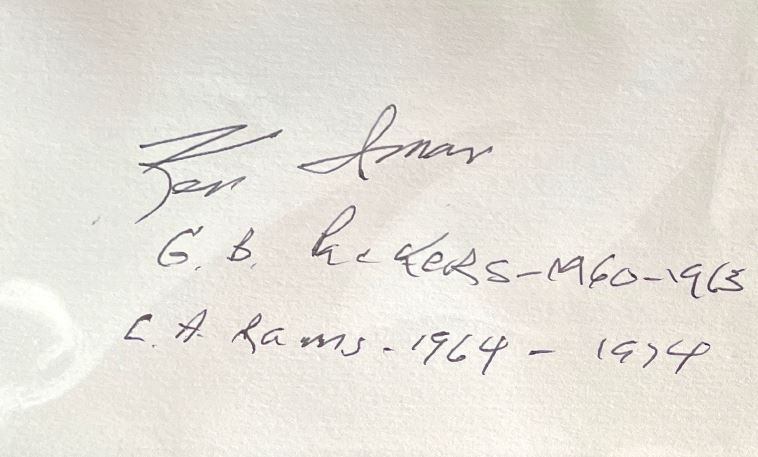 Ken Iman
G. B. PacKeRS-1960-1963
L. A. Rams-1964-1974